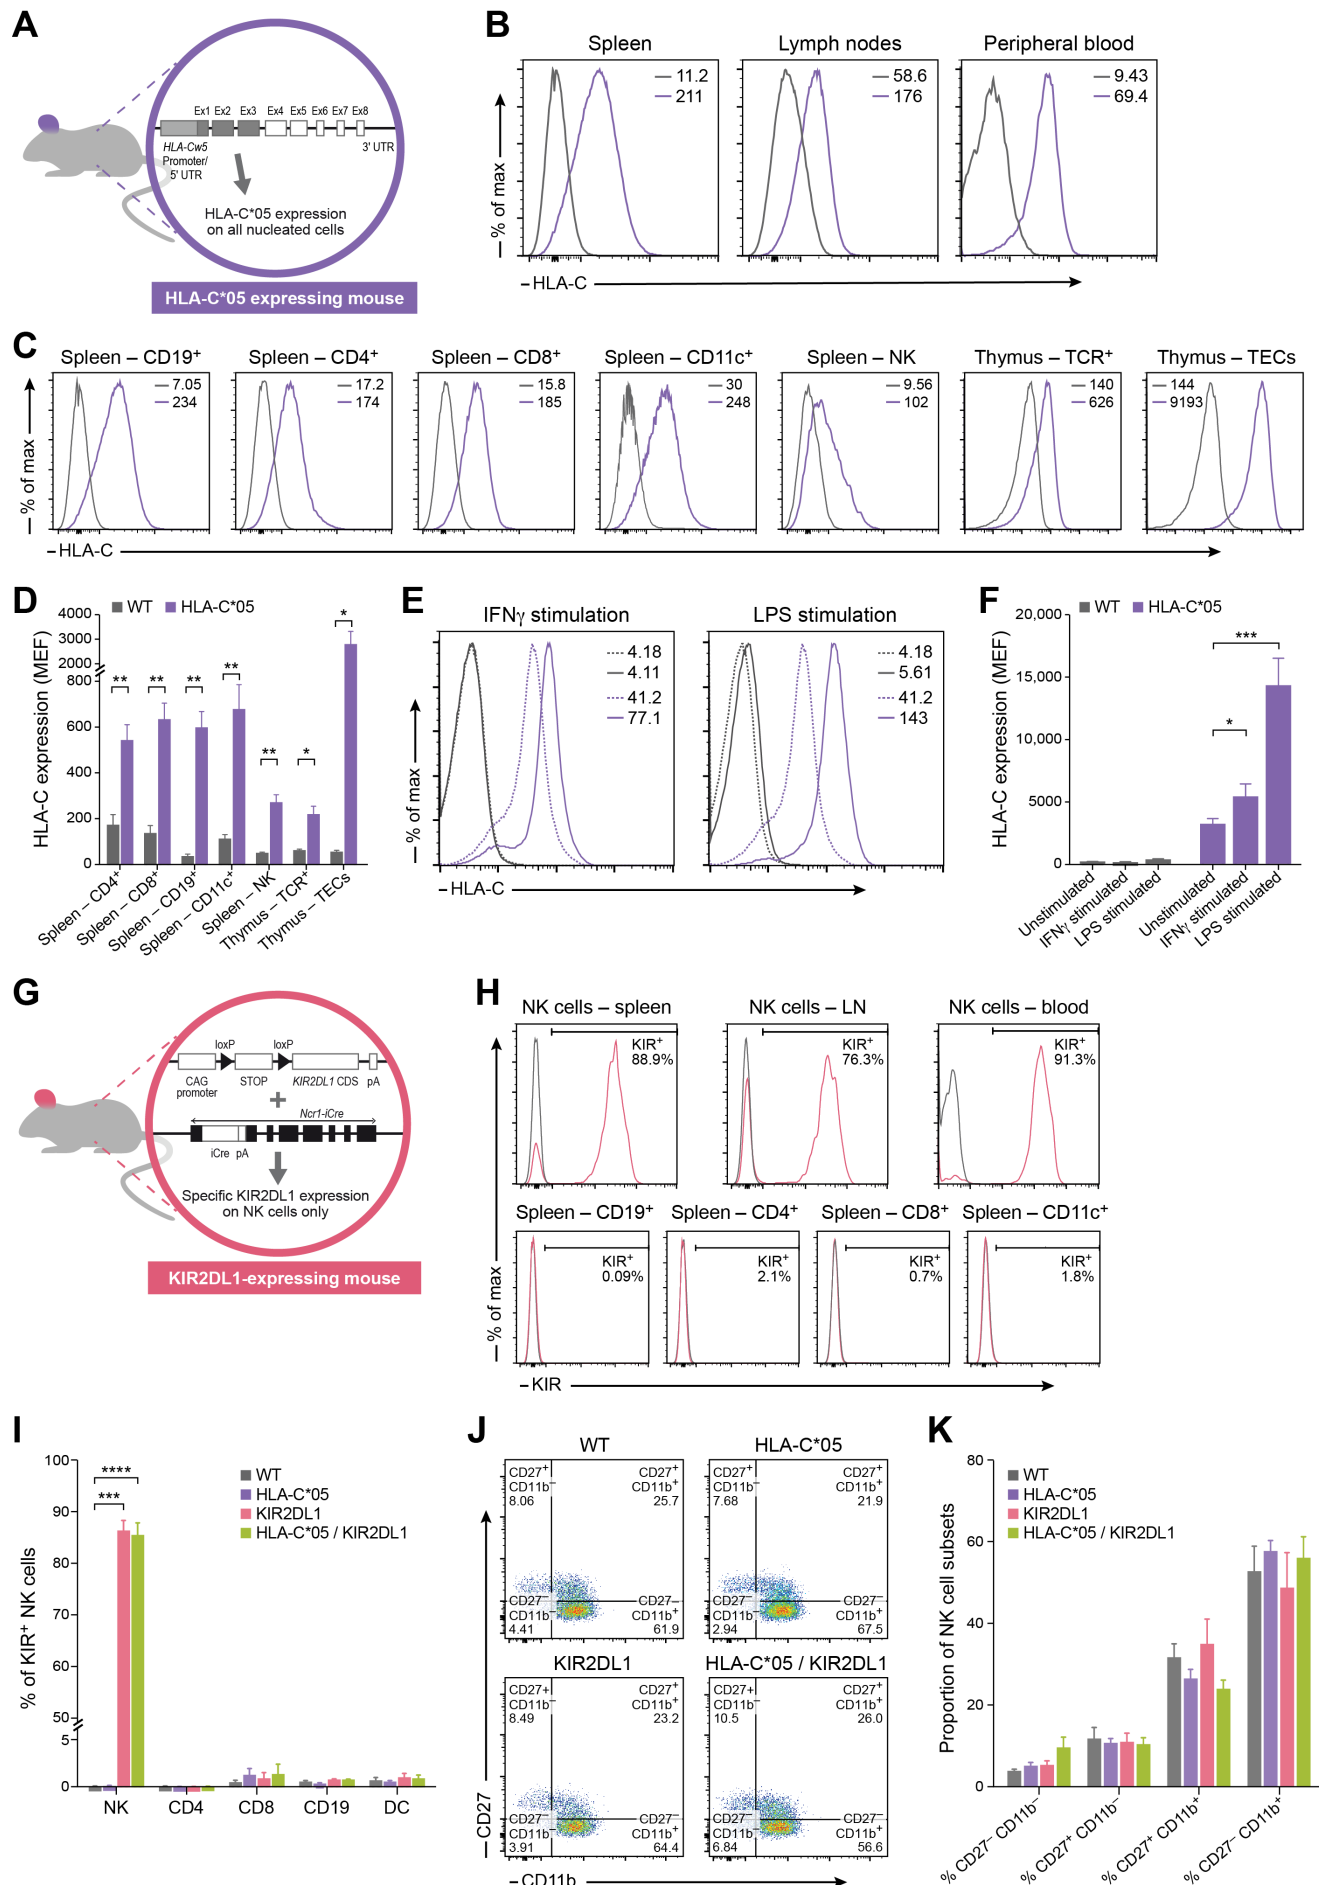 A
Ex1 Ex2 Ex3 Ex4 Ex5 Ex6 Ex7 Ex8
HLA-Cw5
Promoter/
5' UTR
3' UTR
HLA-C*05 expression
on all nucleated cells
HLA-C*05 expressing mouse
B
Spleen
11.2
211
Lymph nodes
58.6
176
Peripheral blood
9.43
69.4
% of max
HLA-C
C
Spleen – CD19+
7.05
234
Spleen – CD4+
17.2
174
Spleen – CD8+
15.8
185
Spleen – CD11c+
30
248
Spleen – NK
9.56
102
Thymus – TCR+
140
626
Thymus – TECs
144
9193
% of max
HLA-C
D
WT
HLA-C*05
HLA-C expression (MEF)
4000
3000
2000
800
600
400
200
0
** ** ** ** ** * *
Spleen – CD4+
Spleen – CD8+
Spleen – CD19+
Spleen – CD11c+
Spleen – NK
Thymus – TCR+
Thymus – TECs
E
IFNγ stimulation
4.18
4.11
41.2
77.1
LPS stimulation
4.18
5.61
41.2
143
% of max
HLA-C
F
WT
HLA-C*05
HLA-C expression (MEF)
20,000
15,000
10,000
5000
0
***
*
Unstimulated
IFNγ stimulated
LPS stimulated
Unstimulated
IFNγ stimulated
LPS stimulated
G
loxP
loxP
CAG
promoter
STOP
KIR2DL1 CDS
pA
+
Ncr1-iCre
iCre pA
Specific KIR2DL1 expression
on NK cells only
KIR2DL1-expressing mouse
H
NK cells – spleen
KIR+
88.9%
NK cells – LN
KIR+
76.3%
NK cells – blood
KIR+
91.3%
Spleen – CD19+
KIR+
0.09%
Spleen – CD4+
KIR+
2.1%
Spleen – CD8+
KIR+
0.7%
Spleen – CD11c+
KIR+
1.8%
% of max
KIR
I
% of KIR+ NK cells
100
90
80
70
60
50
5
0
****
***
WT
HLA-C*05
KIR2DL1
HLA-C*05 / KIR2DL1
NK CD4 CD8 CD19 DC
J
WT
CD27+
CD11b−
8.06
CD27+
CD11b+
25.7
CD27−
CD11b−
4.41
CD27−
CD11b+
61.9
HLA-C*05
CD27+
CD11b−
7.68
CD27+
CD11b+
21.9
CD27−
CD11b−
2.94
CD27−
CD11b+
67.5
KIR2DL1
CD27+
CD11b−
8.49
CD27+
CD11b+
23.2
CD27−
CD11b−
3.91
CD27−
CD11b+
64.4
HLA-C*05 / KIR2DL1
CD27+
CD11b−
10.5
CD27+
CD11b+
26.0
CD27−
CD11b−
6.84
CD27−
CD11b+
56.6
CD27
CD11b
K
Proportion of NK cell subsets
80
60
40
20
0
WT
HLA-C*05
KIR2DL1
HLA-C*05 / KIR2DL1
% CD27− CD11b−
% CD27+ CD11b−
% CD27+ CD11b+
% CD27− CD11b+